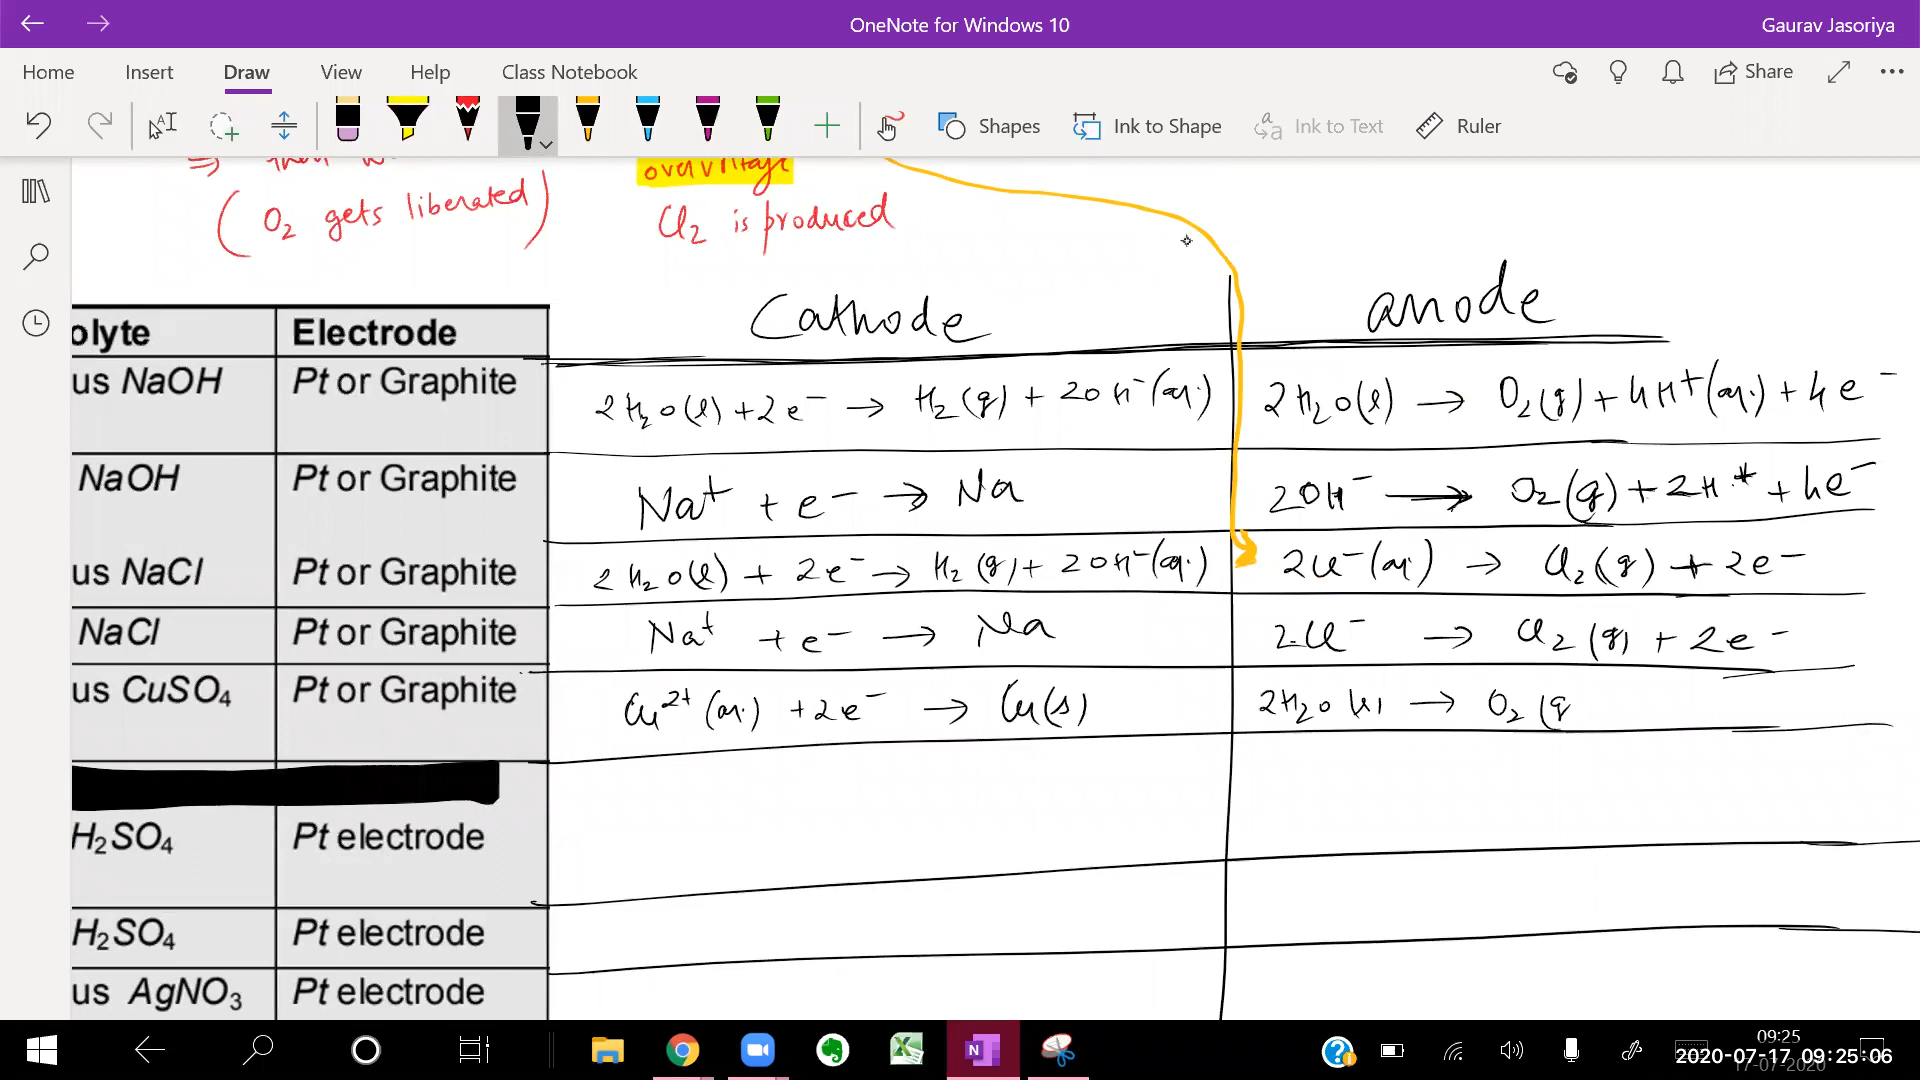 OneNote for Windows 10
Gaurav Jasoriya
Home Insert Draw View Help Class Notebook
Share
Shapes Ink to Shape Ink to Text Ruler
overvoltage
(O₂ gets liberated)
Cl₂ is produced
Cathode anode
olyte Electrode
us NaOH Pt or Graphite 2H₂O(l) + 2e⁻ → H₂(g) + 2OH⁻(aq.) 2H₂O(l) → O₂(g) + 4H⁺(aq.) + 4e⁻
NaOH Pt or Graphite Na⁺ + e⁻ → Na 2OH⁻ → O₂(g) + 2H⁺ + 4e⁻
us NaCl Pt or Graphite 2H₂O(l) + 2e⁻ → H₂(g) + 2OH⁻(aq.) 2Cl⁻(aq.) → Cl₂(g) + 2e⁻
NaCl Pt or Graphite Na⁺ + e⁻ → Na 2Cl⁻ → Cl₂(g) + 2e⁻
us CuSO₄ Pt or Graphite Cu²⁺(aq.) + 2e⁻ → Cu(s) 2H₂O(l) → O₂(g
H₂SO₄ Pt electrode
H₂SO₄ Pt electrode
us AgNO₃ Pt electrode
09:25
2020-07-17 09:25:06
17-07-2020